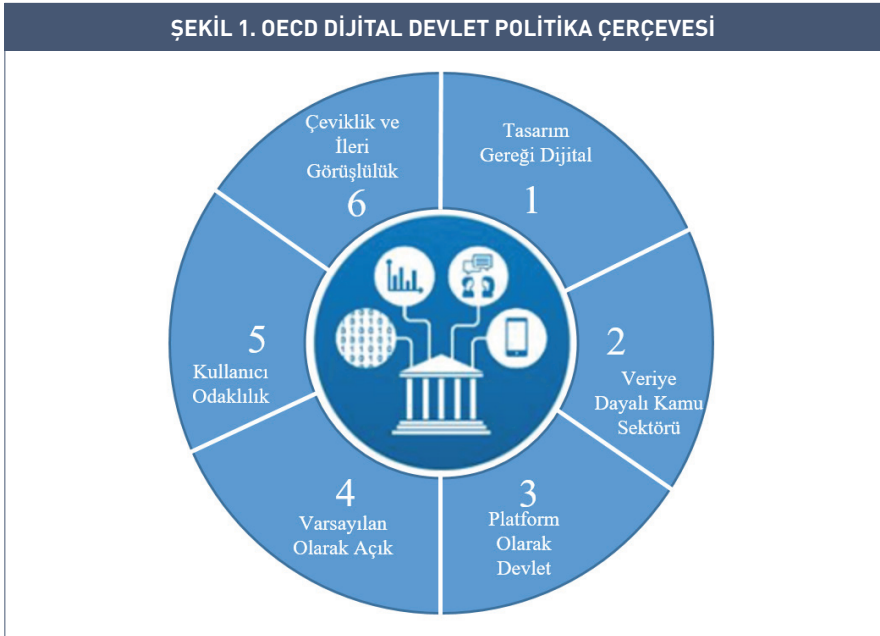 ŞEKİL 1. OECD DİJİTAL DEVLET POLİTİKA ÇERÇEVESİ
Tasarım
Gereği Dijital
1
2
Veriye
Dayalı Kamu
Sektörü
3
Platform
Olarak
Devlet
4
Varsayılan
Olarak Açık
5
Kullanıcı
Odaklılık
Çeviklik ve
İleri
Görüşlülük
6